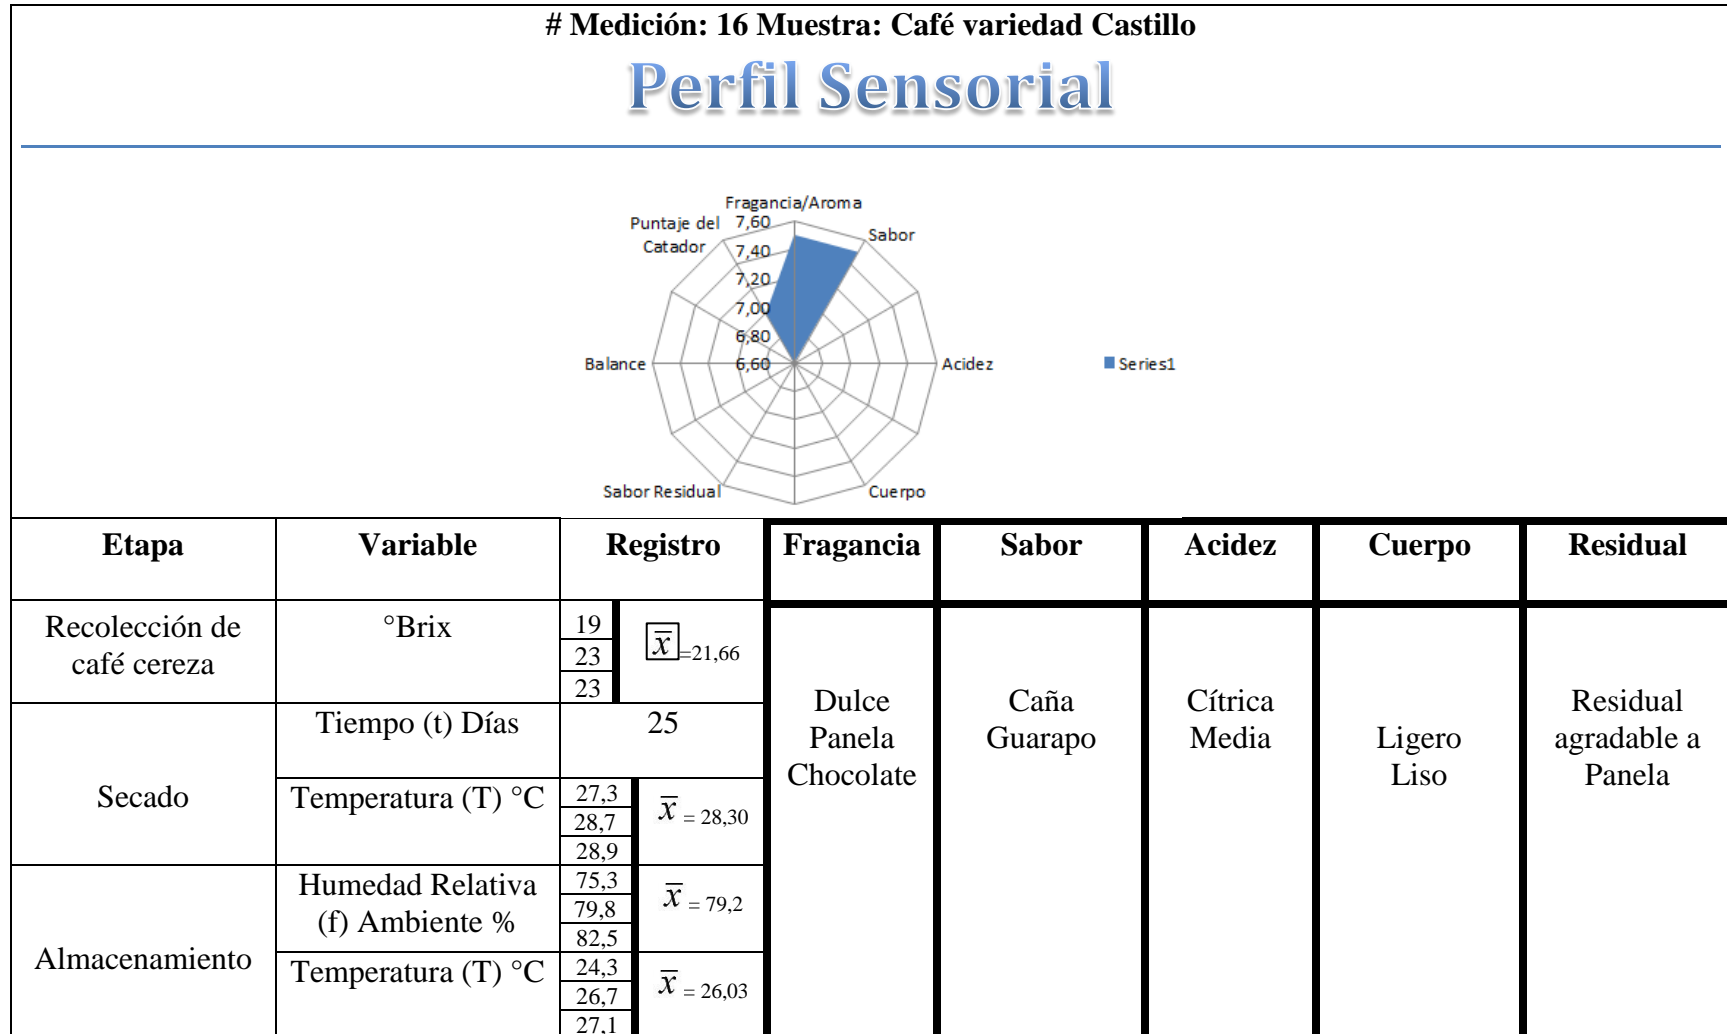 # Medición: 16 Muestra: Café variedad Castillo
Perfil Sensorial
Fragancia/Aroma
Puntaje del
Catador
7,60
Sabor
7,40
7,20
7,00
6,80
Balance
6,60
Acidez
Series1
Sabor Residual
Cuerpo
Etapa Variable Registro Fragancia Sabor Acidez Cuerpo Residual
Recolección de
café cereza
°Brix
19
23
23
x̅ =21,66
Secado
Tiempo (t) Días
25
Temperatura (T) °C
27,3
28,7
28,9
x̅ = 28,30
Almacenamiento
Humedad Relativa
(f) Ambiente %
75,3
79,8
82,5
x̅ = 79,2
Temperatura (T) °C
24,3
26,7
27,1
x̅ = 26,03
Dulce
Panela
Chocolate
Caña
Guarapo
Cítrica
Media
Ligero
Liso
Residual
agradable a
Panela